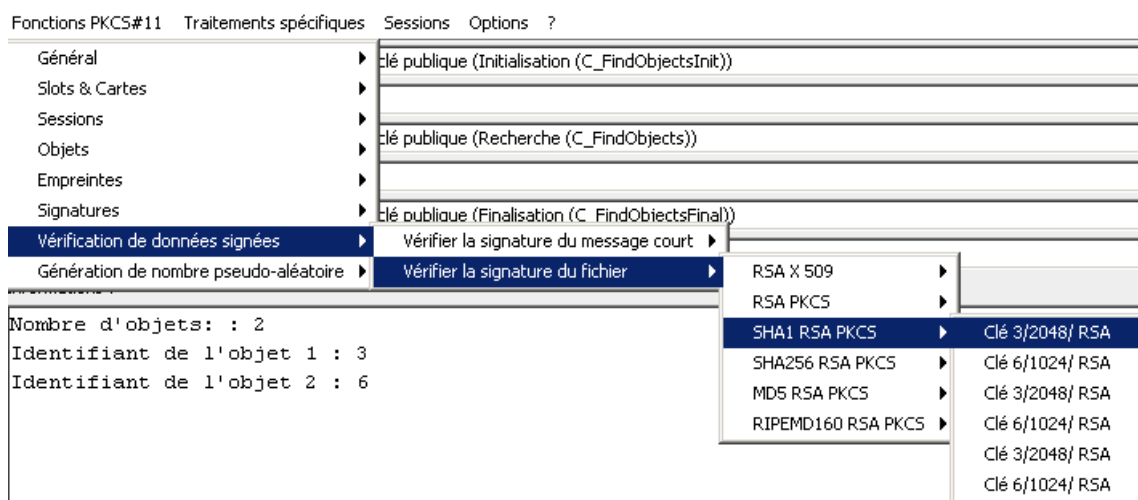 Fonctions PKCS#11 Traitements spécifiques Sessions Options ?
Général
Slots & Cartes
Sessions
Objets
Empreintes
Signatures
Vérification de données signées
Génération de nombre pseudo-aléatoire
clé publique (Initialisation (C_FindObjectsInit))
clé publique (Recherche (C_FindObjects))
clé publique (Finalisation (C_FindObjectsFinal))
Vérifier la signature du message court
Vérifier la signature du fichier
RSA X 509
RSA PKCS
SHA1 RSA PKCS
SHA256 RSA PKCS
MD5 RSA PKCS
RIPEMD160 RSA PKCS
Clé 3/2048/ RSA
Clé 6/1024/ RSA
Clé 3/2048/ RSA
Clé 6/1024/ RSA
Clé 3/2048/ RSA
Clé 6/1024/ RSA
Nombre d'objets: : 2
Identifiant de l'objet 1 : 3
Identifiant de l'objet 2 : 6